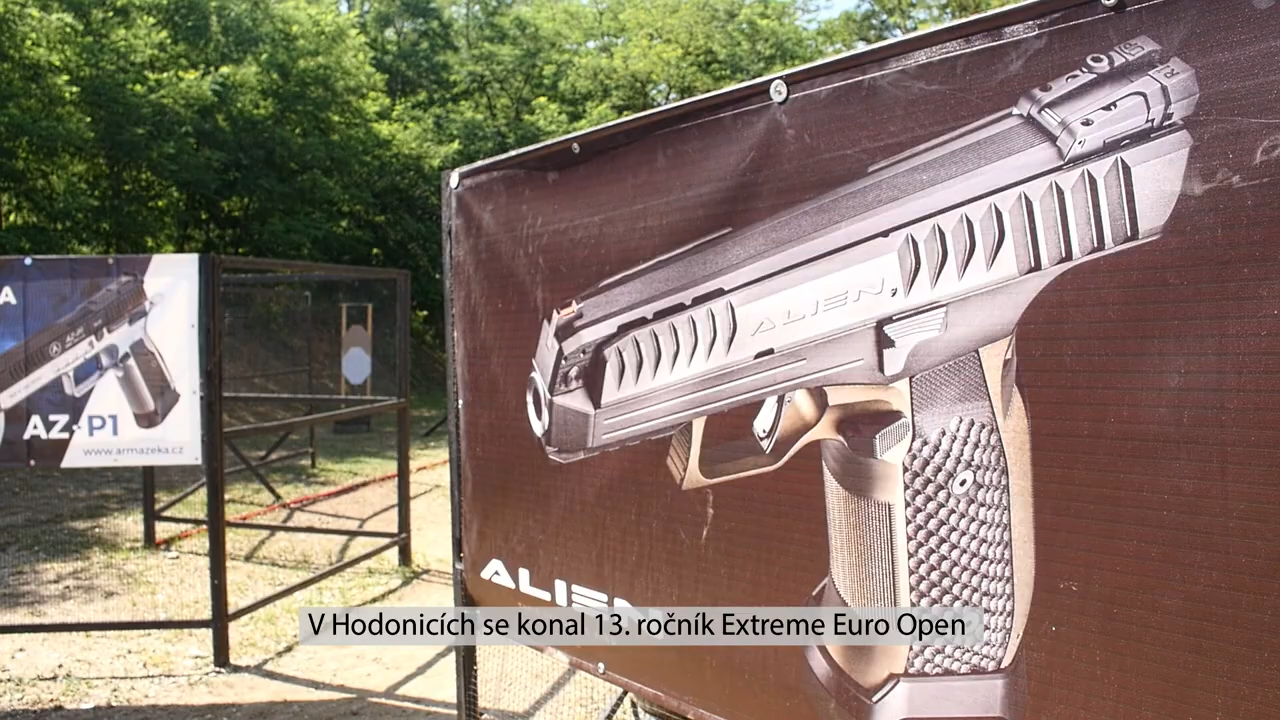 A
AZ-P1
www.armazeka.cz
ALIEN
ALIEN
V Hodonicích se konal 13. ročník Extreme Euro Open